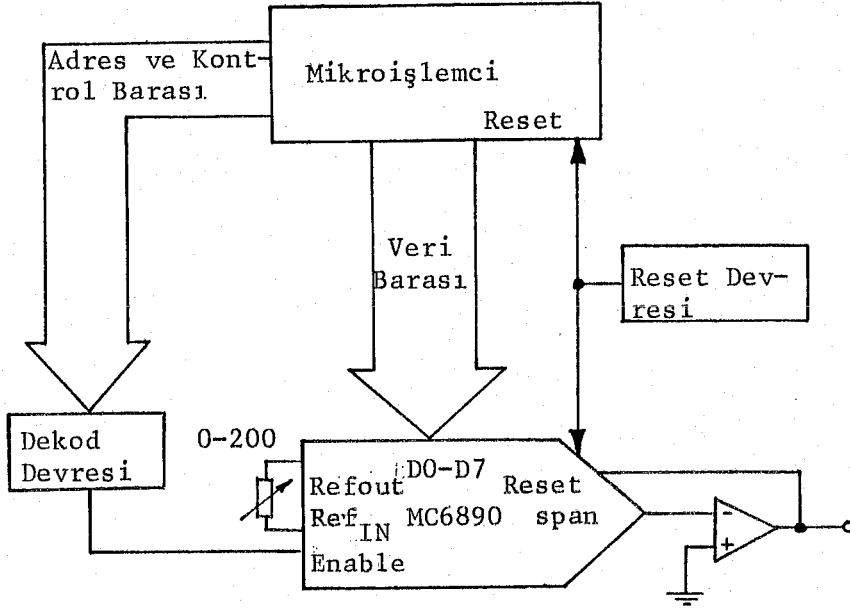 Adres ve Kont-
rol Barası
Mikroişlemci
Reset
Veri
Barası
Reset Dev-
resi
Dekod
Devresi
0-200
Refout
D0-D7
Reset
Ref IN
MC6890
span
Enable
-
+